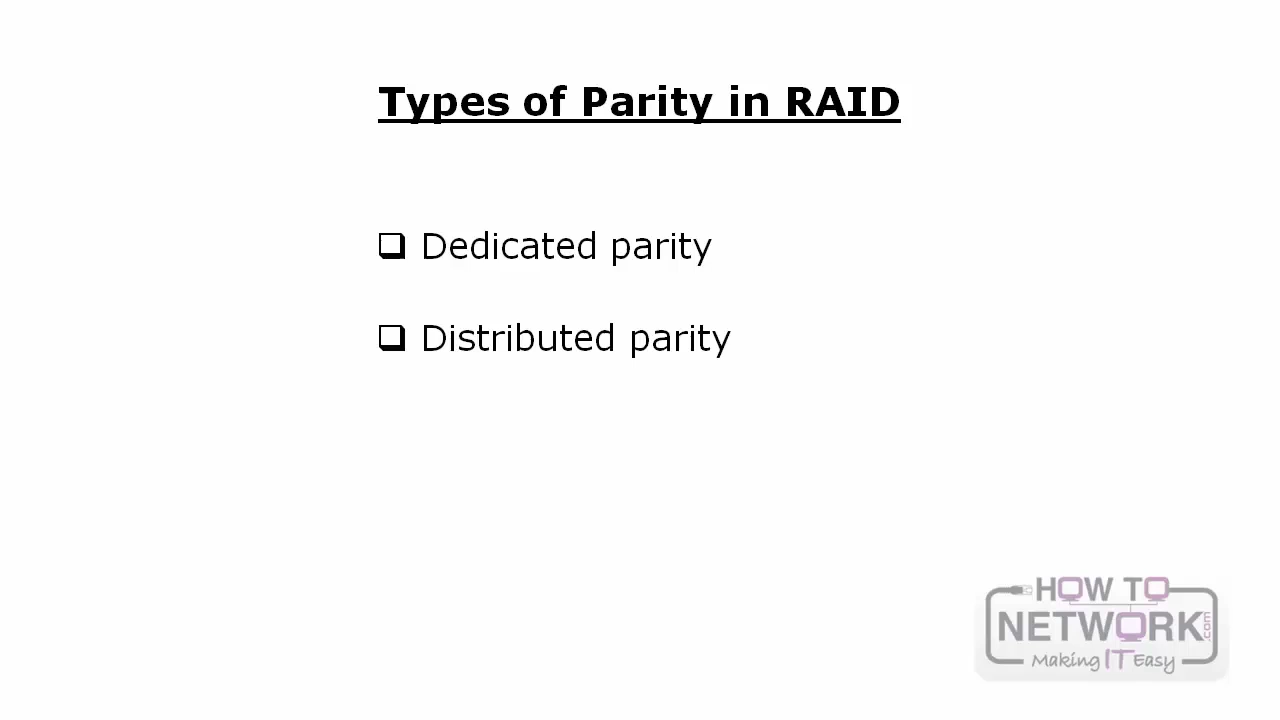 Types of Parity in RAID
Dedicated parity
Distributed parity
HOW TO
NETWORK.com
Making IT Easy